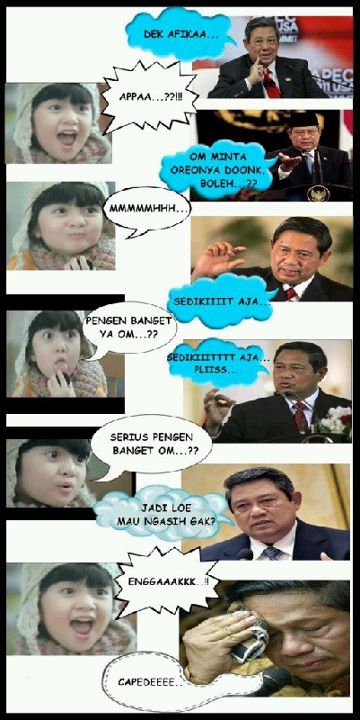 DEK AFIKAA...
APPAA...??!!!
OM MINTA
OREONYA DOONK,
BOLEH...??
MMMMMHHH...
SEDIKIIIIT AJA...
PENGEN BANGET
YA OM...??
SEDIKIIITTTT AJA...
PLIISS....
SERIUS PENGEN
BANGET OM...??
JADI LOE
MAU NGASIH GAK?
ENGGAAAKKK..!!
CAPEDEEEE...